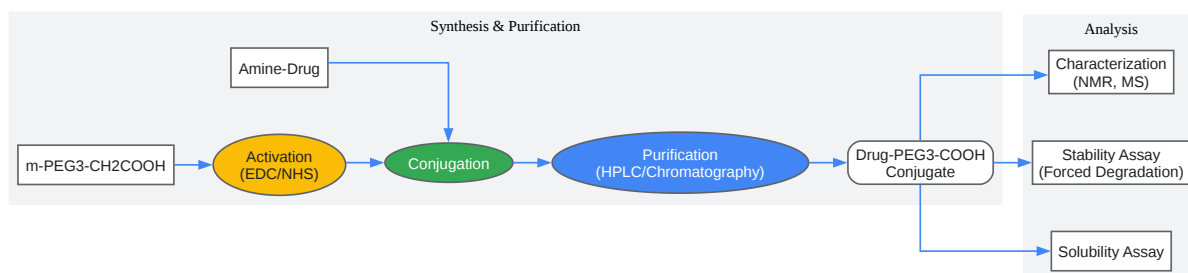 Synthesis & Purification
Analysis
Amine-Drug
Characterization
(NMR, MS)
m-PEG3-CH2COOH
Activation
(EDC/NHS)
Conjugation
Purification
(HPLC/Chromatography)
Drug-PEG3-COOH
Conjugate
Stability Assay
(Forced Degradation)
Solubility Assay